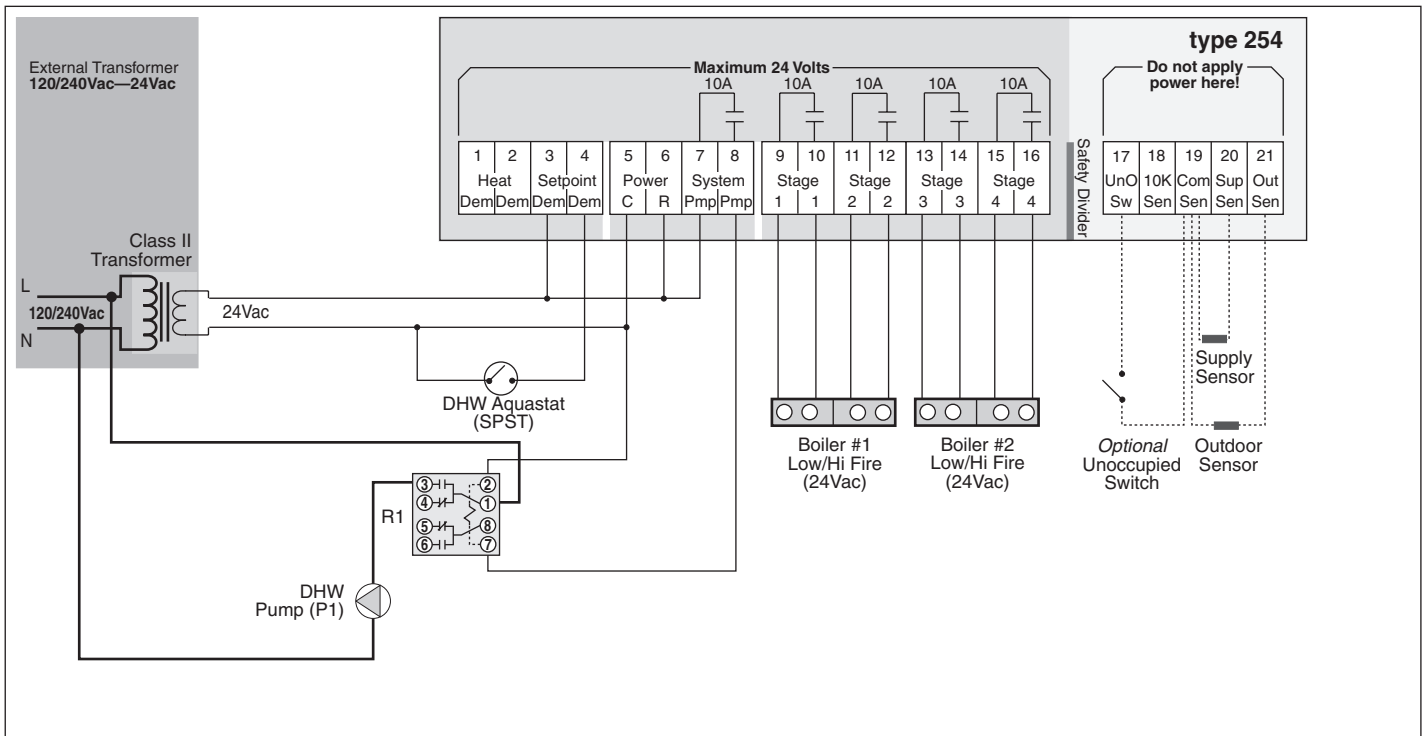 type 254
External Transformer
120/240Vac—24Vac
Maximum 24 Volts
Do not apply
power here!
10A 10A 10A 10A 10A
1 2 3 4 5 6 7 8 9 10 11 12 13 14 15 16 17 18 19 20 21
Heat Setpoint Power System Stage Stage Stage Stage UnO 10K Com Sup Out
Dem Dem Dem Dem C R Pmp Pmp 1 1 2 2 3 3 4 4 Sw Sen Sen Sen Sen
Safety Divider
Class II
Transformer
L
120/240Vac
N
24Vac
DHW Aquastat
(SPST)
Supply
Sensor
Boiler #1
Low/Hi Fire
(24Vac)
Boiler #2
Low/Hi Fire
(24Vac)
Optional
Unoccupied
Switch
Outdoor
Sensor
R1
3 2
4 1
5 8
6 7
DHW
Pump (P1)